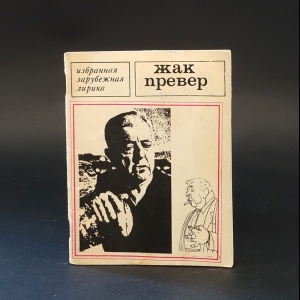 избранная
зарубежная
лирика
жак
превер